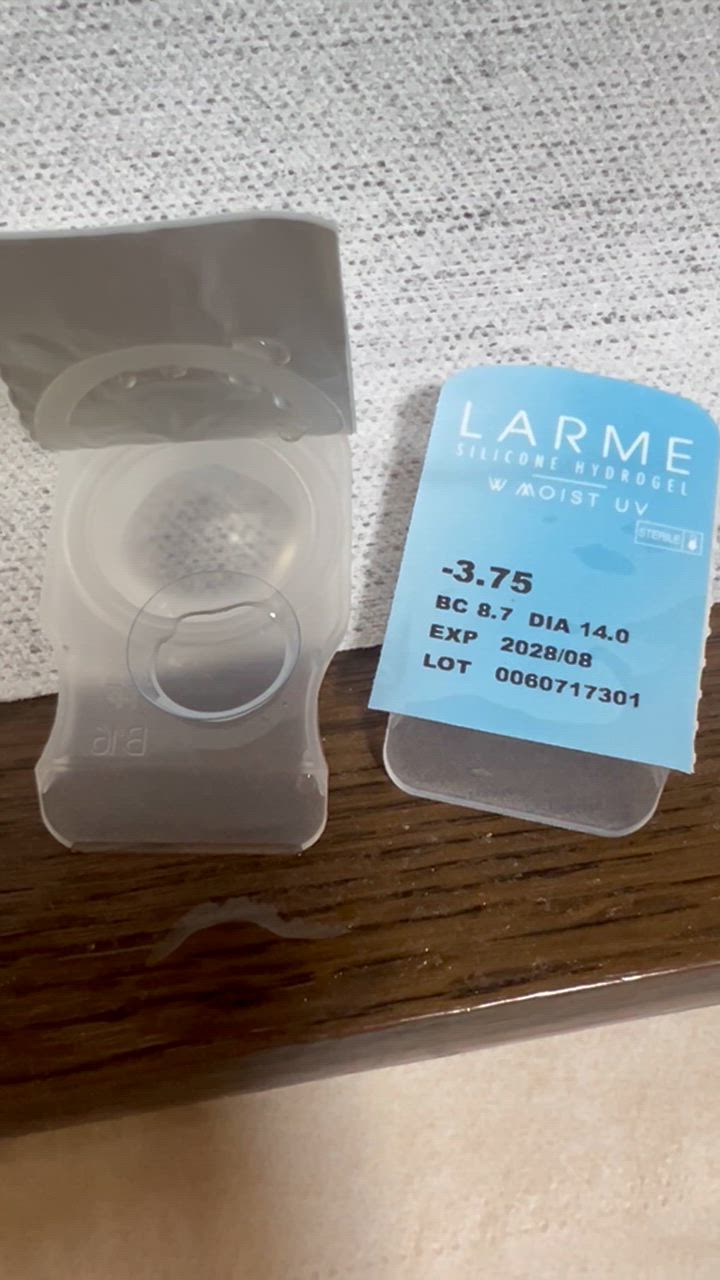 LARME
SILICONE HYDROGEL
W MOIST UV
STERILE
-3.75
BC 8.7 DIA 14.0
EXP 2028/08
LOT 0060717301